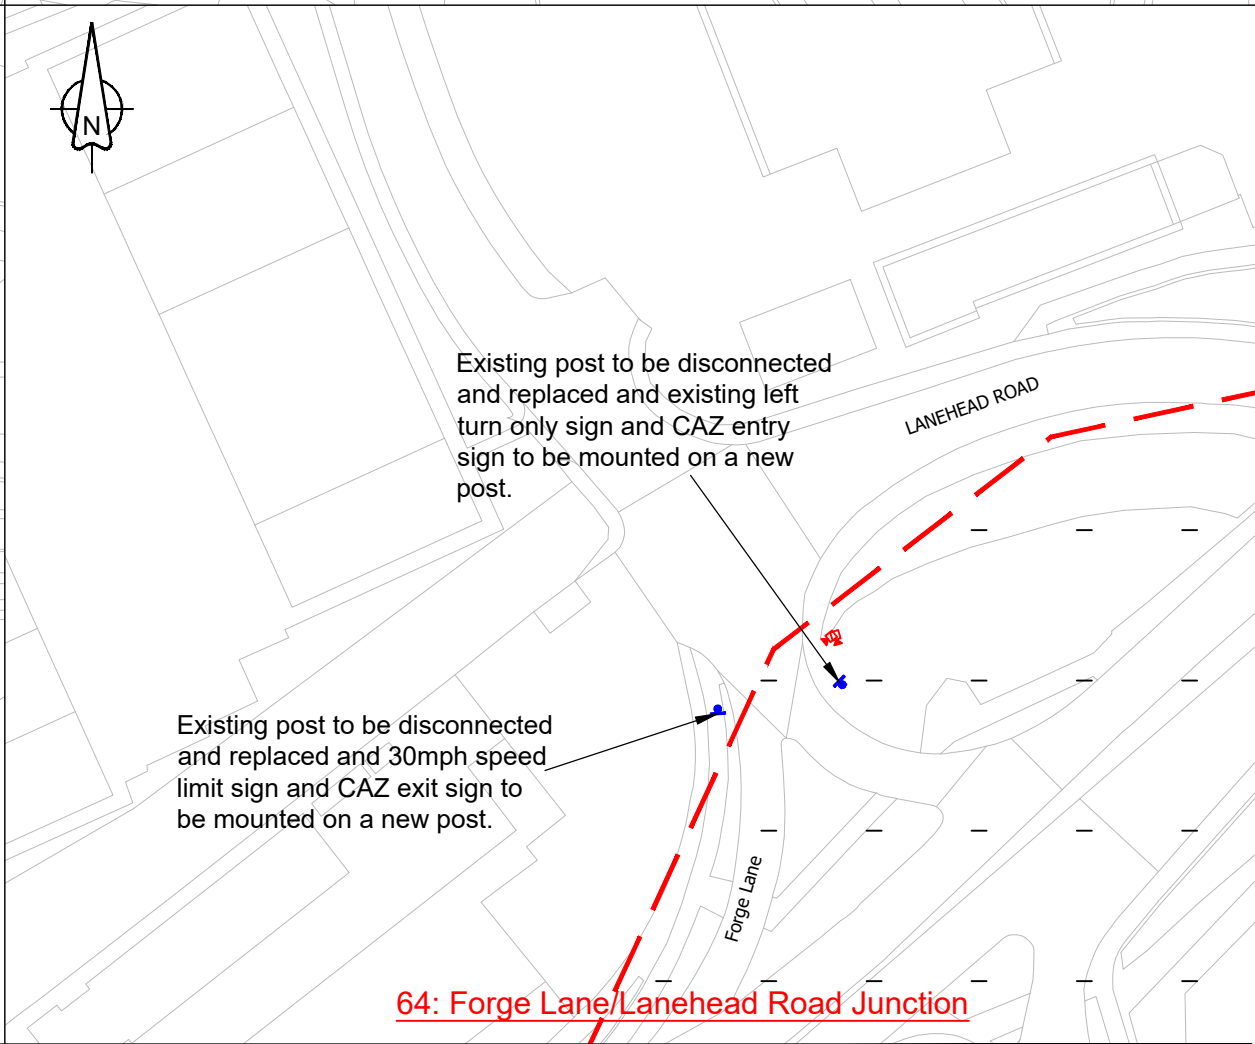 N
Existing post to be disconnected
and replaced and existing left
turn only sign and CAZ entry
sign to be mounted on a new
post.
LANEHEAD ROAD
Existing post to be disconnected
and replaced and 30mph speed
limit sign and CAZ exit sign to
be mounted on a new post.
Forge Lane
64: Forge Lane/Lanehead Road Junction